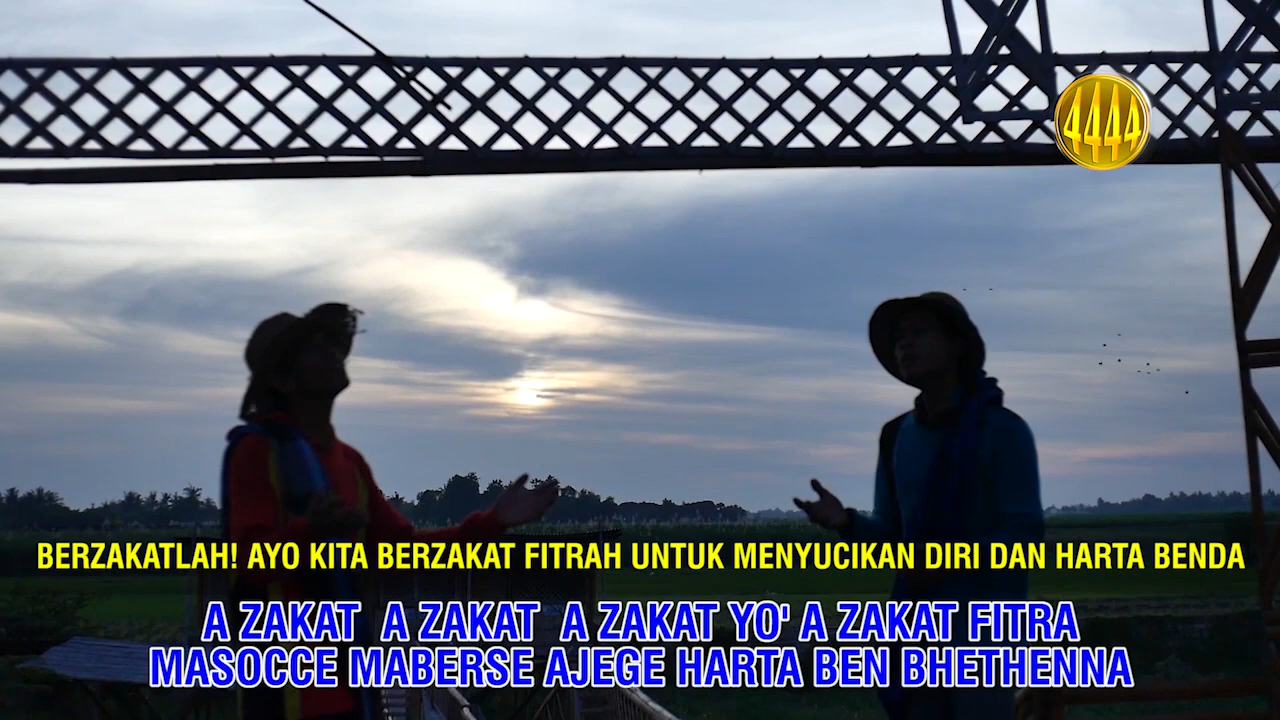 4444
BERZAKATLAH! AYO KITA BERZAKAT FITRAH UNTUK MENYUCIKAN DIRI DAN HARTA BENDA
A ZAKAT A ZAKAT A ZAKAT YO' A ZAKAT FITRA
MASOCCE MABERSE AJEGE HARTA BEN BHETHENNA